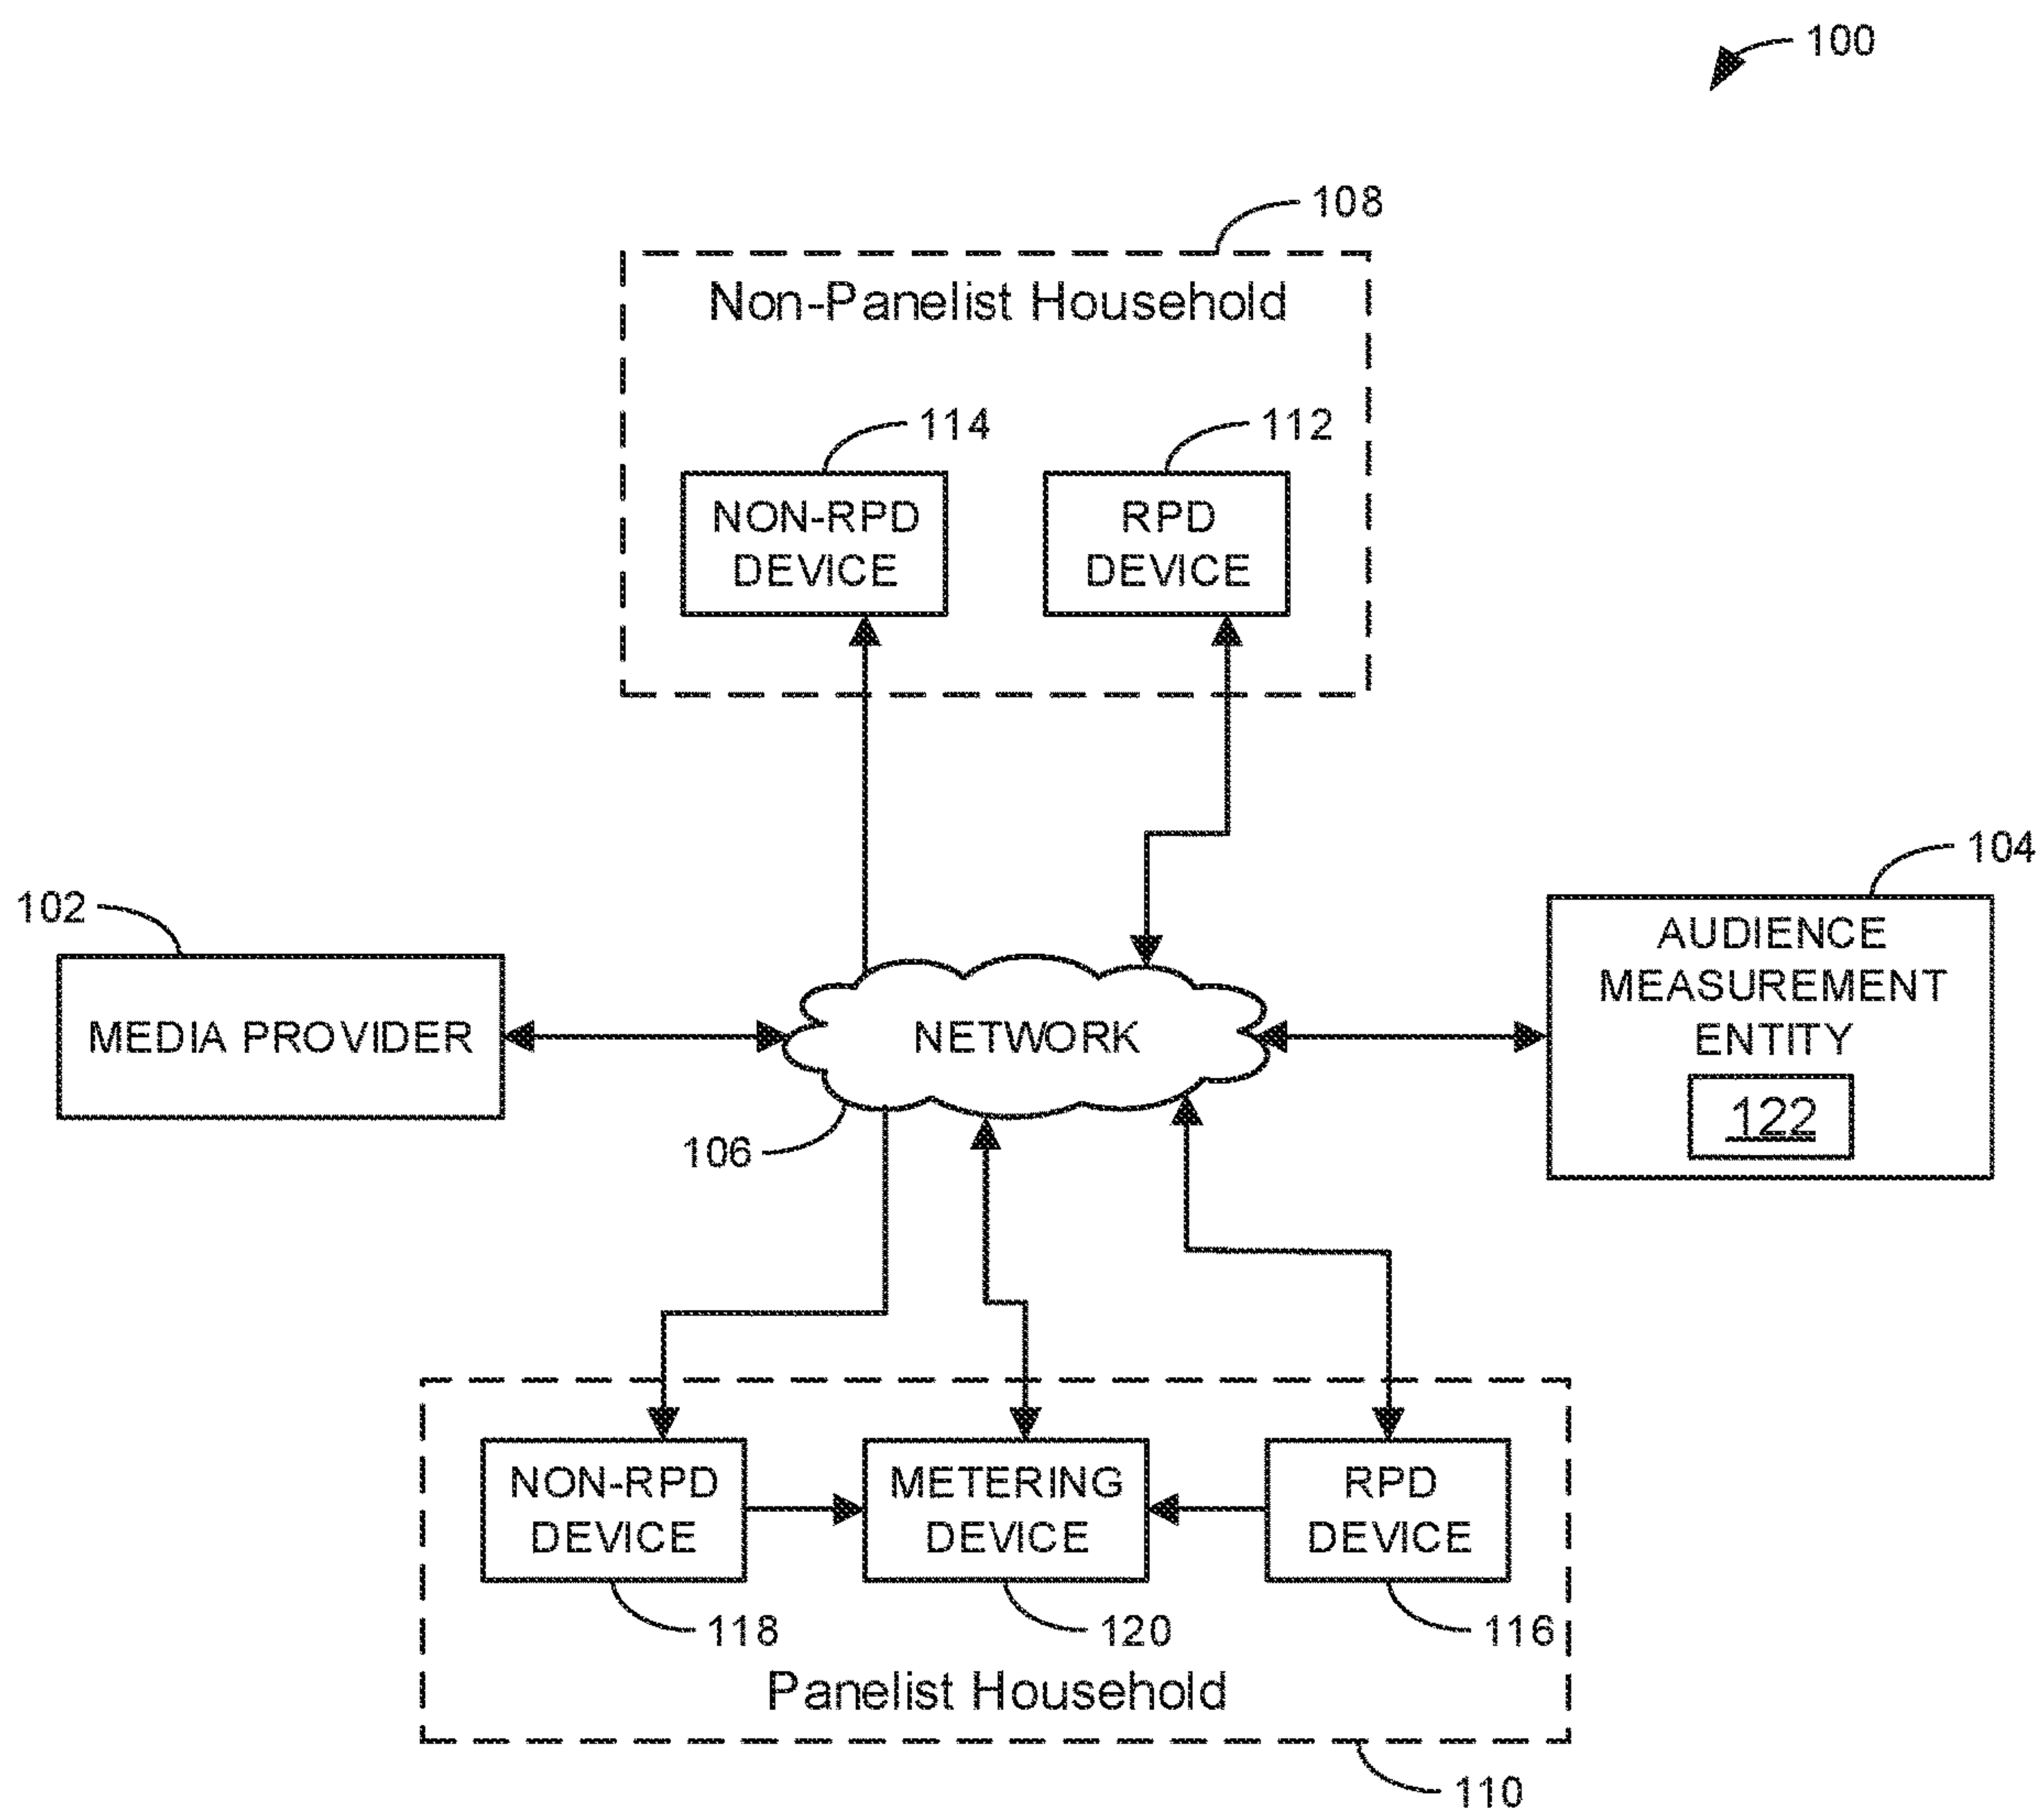 100
108
Non-Panelist Household
114
112
NON-RPD
DEVICE
RPD
DEVICE
104
102
AUDIENCE
MEASUREMENT
ENTITY
122
MEDIA PROVIDER
NETWORK
106
NON-RPD
DEVICE
METERING
DEVICE
RPD
DEVICE
118
120
116
Panelist Household
110